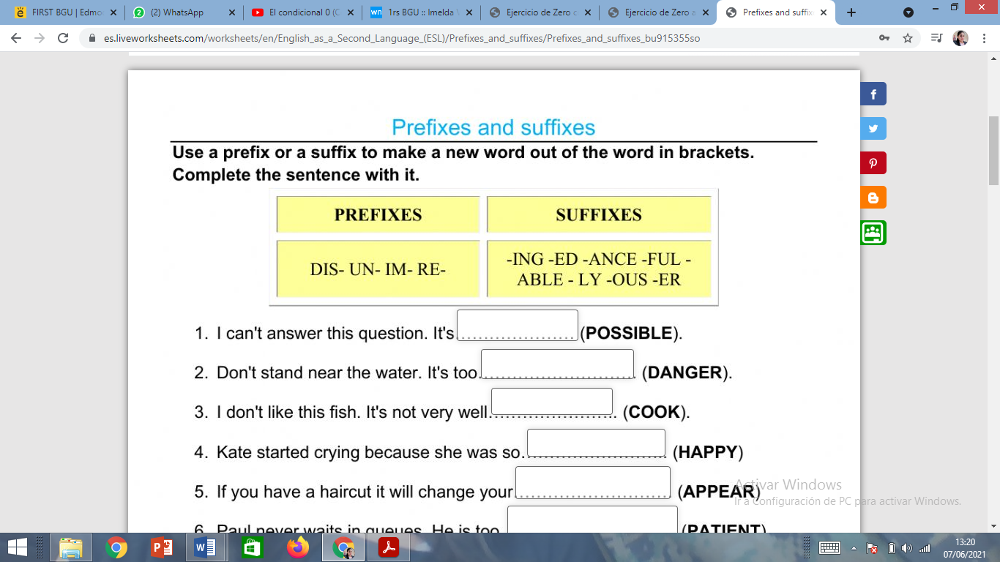 FIRST BGU | Edmo
(2) WhatsApp
El condicional 0 (C
1rs BGU :: Imelda
Ejercicio de Zero
Ejercicio de Zero a
Prefixes and suffix
es.liveworksheets.com/worksheets/en/English_as_a_Second_Language_(ESL)/Prefixes_and_suffixes/Prefixes_and_suffixes_bu915355so
Prefixes and suffixes
Use a prefix or a suffix to make a new word out of the word in brackets.
Complete the sentence with it.
PREFIXES
SUFFIXES
DIS- UN- IM- RE-
-ING -ED -ANCE -FUL -
ABLE - LY -OUS -ER
1. I can't answer this question. It's ................... (POSSIBLE).
2. Don't stand near the water. It's too ......................... (DANGER).
3. I don't like this fish. It's not very well ...................... (COOK).
4. Kate started crying because she was so ......................... (HAPPY)
5. If you have a haircut it will change your ......................... (APPEAR)
6. Paul never waits in queues. He is too (PATIENT)
Activar Windows
Ir a Configuración de PC para activar Windows.
13:20
07/06/2021